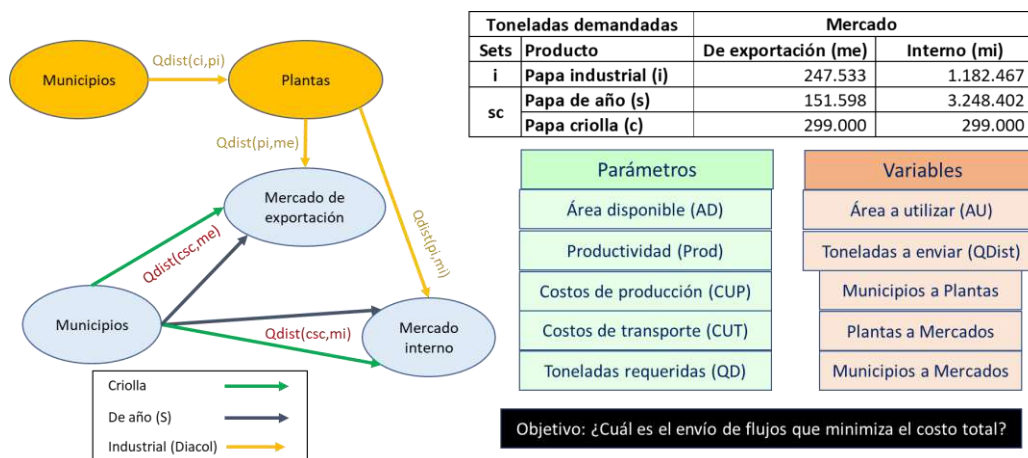 Municipios
Qdist(ci,pi)
Plantas
Qdist(pi,me)
Mercado de
exportación
Qdist(csc,me)
Qdist(pi,mi)
Municipios
Qdist(csc,mi)
Mercado
interno
Criolla
De año (S)
Industrial (Diacol)
Toneladas demandadas Mercado
Sets Producto De exportación (me) Interno (mi)
i Papa industrial (i) 247.533 1.182.467
sc Papa de año (s) 151.598 3.248.402
Papa criolla (c) 299.000 299.000
Parámetros
Área disponible (AD)
Productividad (Prod)
Costos de producción (CUP)
Costos de transporte (CUT)
Toneladas requeridas (QD)
Variables
Área a utilizar (AU)
Toneladas a enviar (QDist)
Municipios a Plantas
Plantas a Mercados
Municipios a Mercados
Objetivo: ¿Cuál es el envío de flujos que minimiza el costo total?